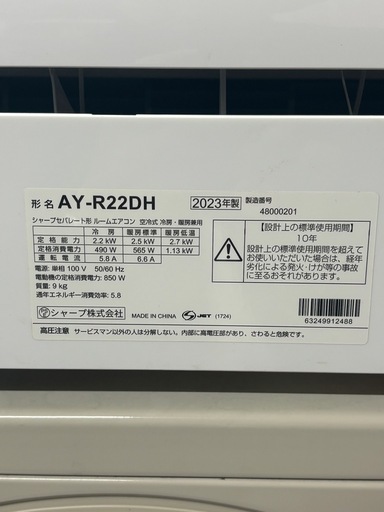 形名 AY-R22DH 2023年製 製造番号 48000201
シャープセパレート形 ルームエアコン 空冷式 冷房・暖房兼用
冷 房 暖房標準 暖房低温
定格能力 2.2 kW 2.5 kW 2.7 kW
定格消費電力 490 W 565 W 1.13 kW
運転電流 5.8 A 6.6 A
電源: 単相 100 V 50/60 Hz
電動機の定格消費電力: 850 W
質量: 9 kg
通年エネルギー消費効率: 5.8
シャープ株式会社 MADE IN CHINA JET (1724)
高圧注意 サービスマン以外の人は分解しない。内部に高電圧部があり、さわると危険です。
【設計上の標準使用期間】
10年
設計上の標準使用期間を超えて
お使いいただいた場合は、経年
劣化による発火・けが等の事故
に至るおそれがあります。
63249912488